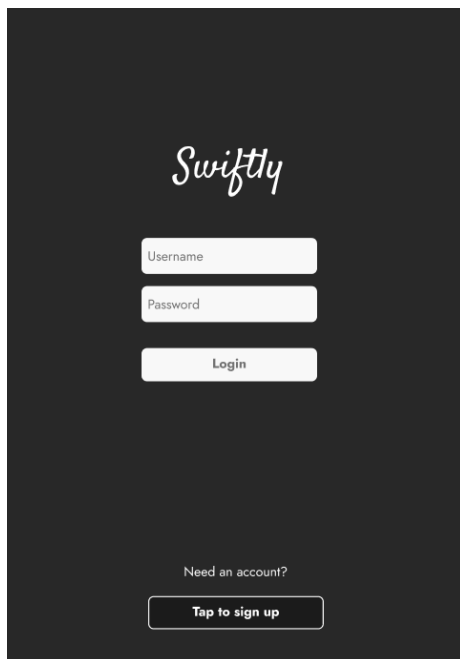 Swiftly
Username
Password
Login
Need an account?
Tap to sign up